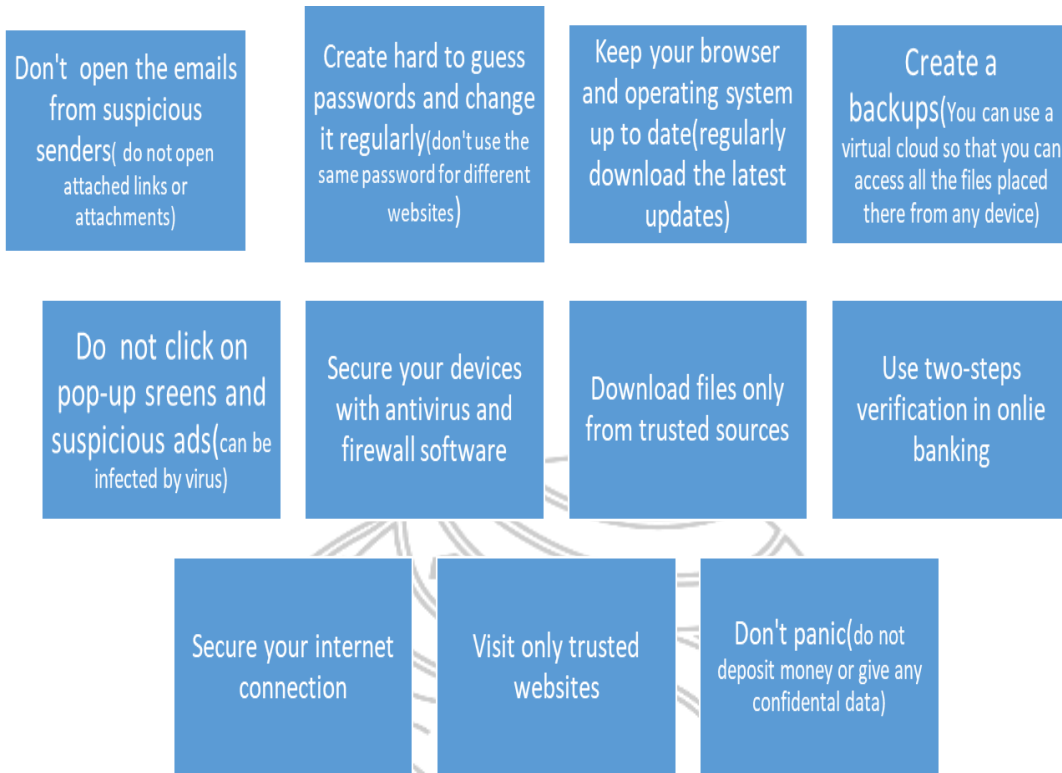 Don't open the emails
from suspicious
senders( do not open
attached links or
attachments)
Create hard to guess
passwords and change
it regularly(don't use the
same password for different
websites)
Keep your browser
and operating system
up to date(regularly
download the latest
updates)
Create a
backups(You can use a
virtual cloud so that you can
access all the files placed
there from any device)
Do not click on
pop-up sreens and
suspicious ads(can be
infected by virus)
Secure your devices
with antivirus and
firewall software
Download files only
from trusted sources
Use two-steps
verification in onlie
banking
Secure your internet
connection
Visit only trusted
websites
Don't panic(do not
deposit money or give any
confidental data)